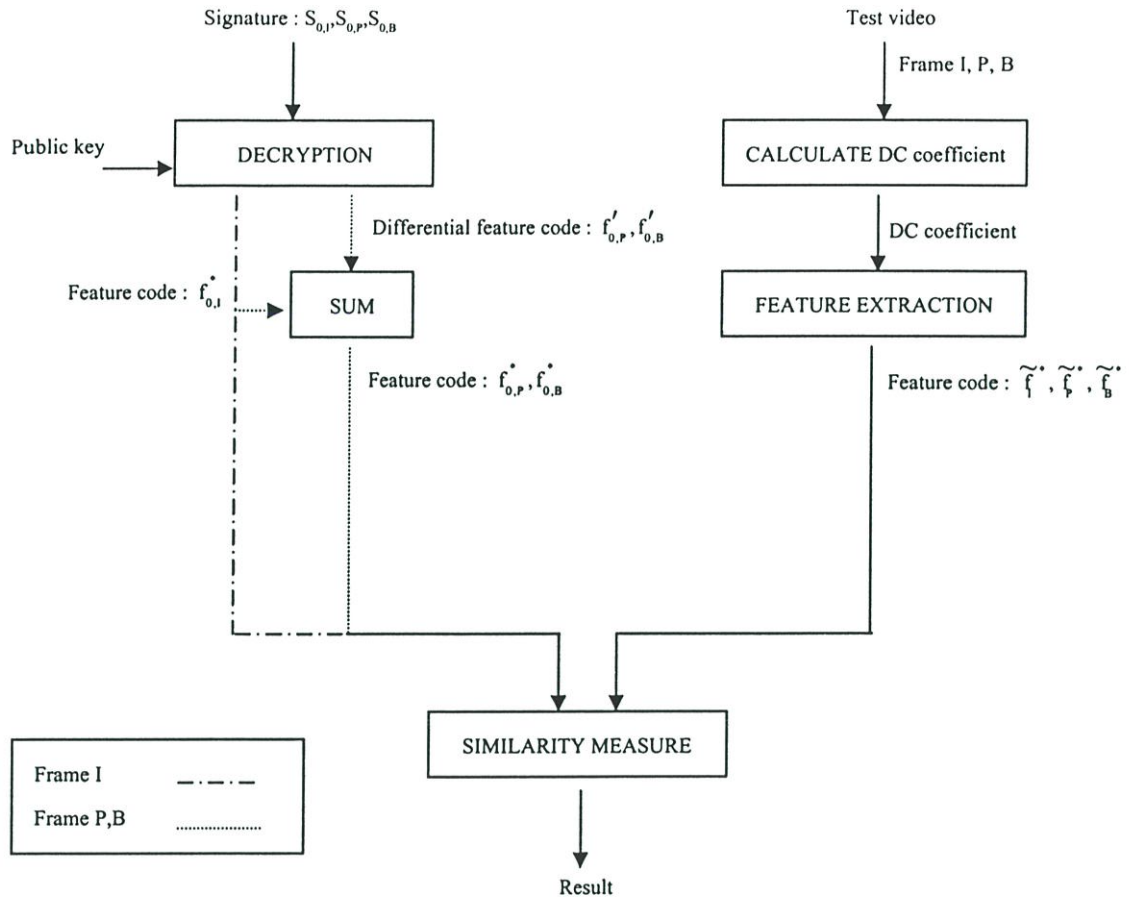 Signature : S0,I,S0,P,S0,B
Test video
Frame I, P, B
Public key
DECRYPTION
CALCULATE DC coefficient
Differential feature code : f′0,P, f′0,B
DC coefficient
Feature code : f*0,I
SUM
FEATURE EXTRACTION
Feature code : f*0,P, f*0,B
Feature code : f̃*I, f̃*P, f̃*B
SIMILARITY MEASURE
Frame I
Frame P,B
Result